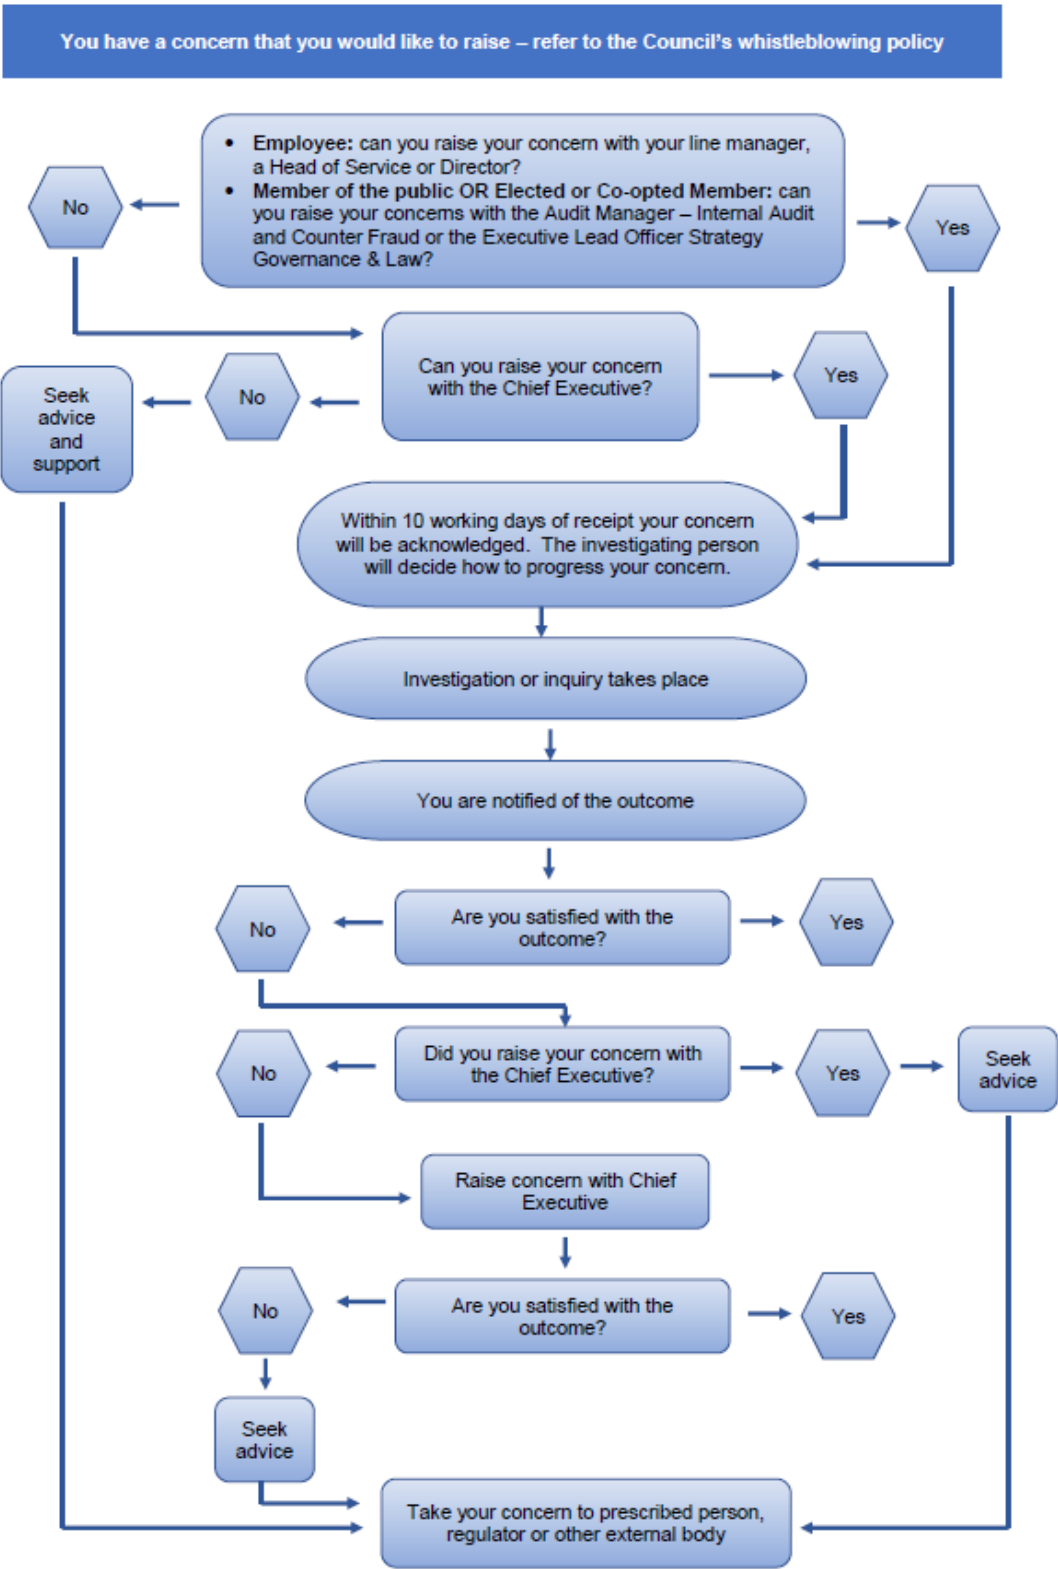 You have a concern that you would like to raise – refer to the Council's whistleblowing policy
• Employee: can you raise your concern with your line manager,
a Head of Service or Director?
• Member of the public OR Elected or Co-opted Member: can
you raise your concerns with the Audit Manager – Internal Audit
and Counter Fraud or the Executive Lead Officer Strategy
Governance & Law?
No
Yes
Can you raise your concern
with the Chief Executive?
Yes
No
Seek
advice
and
support
Within 10 working days of receipt your concern
will be acknowledged. The investigating person
will decide how to progress your concern.
Investigation or inquiry takes place
You are notified of the outcome
Are you satisfied with the
outcome?
No
Yes
Did you raise your concern with
the Chief Executive?
No
Yes
Seek
advice
Raise concern with Chief
Executive
Are you satisfied with the
outcome?
No
Yes
Seek
advice
Take your concern to prescribed person,
regulator or other external body